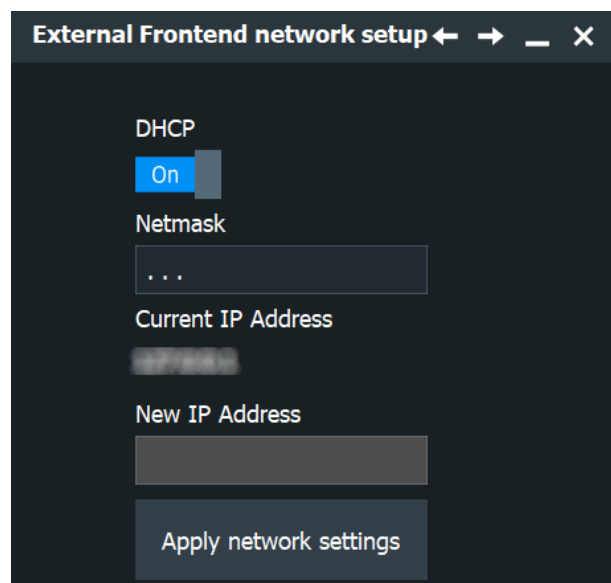 External Frontend network setup
DHCP
On
Netmask
. . .
Current IP Address
New IP Address
Apply network settings